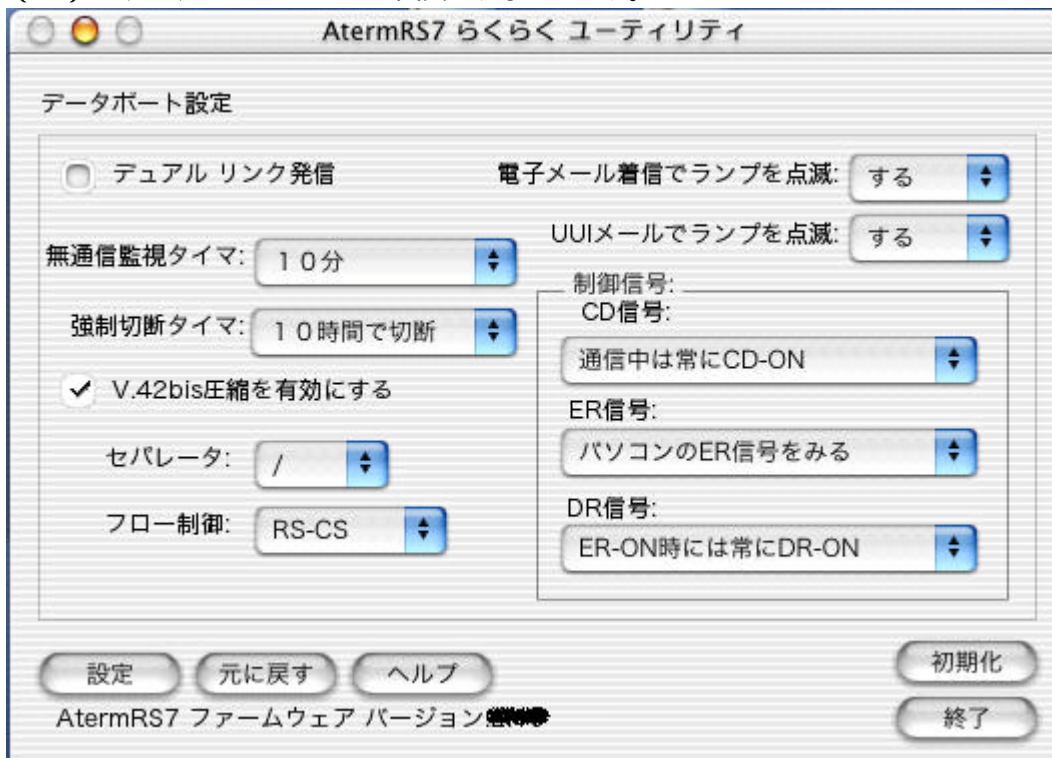 AtermRS7 らくらく ユーティリティ
データポート設定
デュアル リンク発信
電子メール着信でランプを点滅: する
UUIメールでランプを点滅: する
無通信監視タイマ: １０分
強制切断タイマ: １０時間で切断
V.42bis圧縮を有効にする
セパレータ: /
フロー制御: RS-CS
制御信号:
CD信号:
通信中は常にCD-ON
ER信号:
パソコンのER信号をみる
DR信号:
ER-ON時には常にDR-ON
設定 元に戻す ヘルプ
初期化
AtermRS7 ファームウェア バージョン
終了